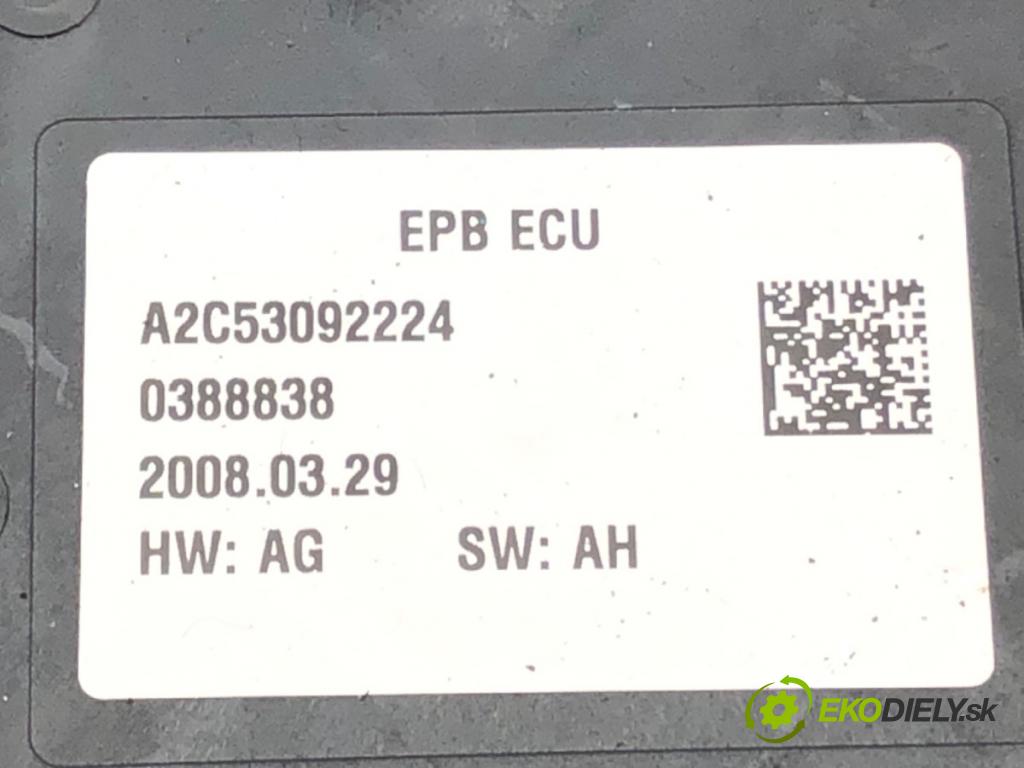 EPB ECU
A2C53092224
0388838
2008.03.29
HW: AG SW: AH
EKODIELY.sk